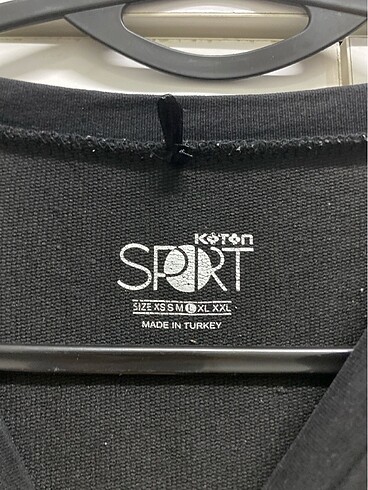 KOTON
SPORT
SIZE XS S M L XL XXL
MADE IN TURKEY